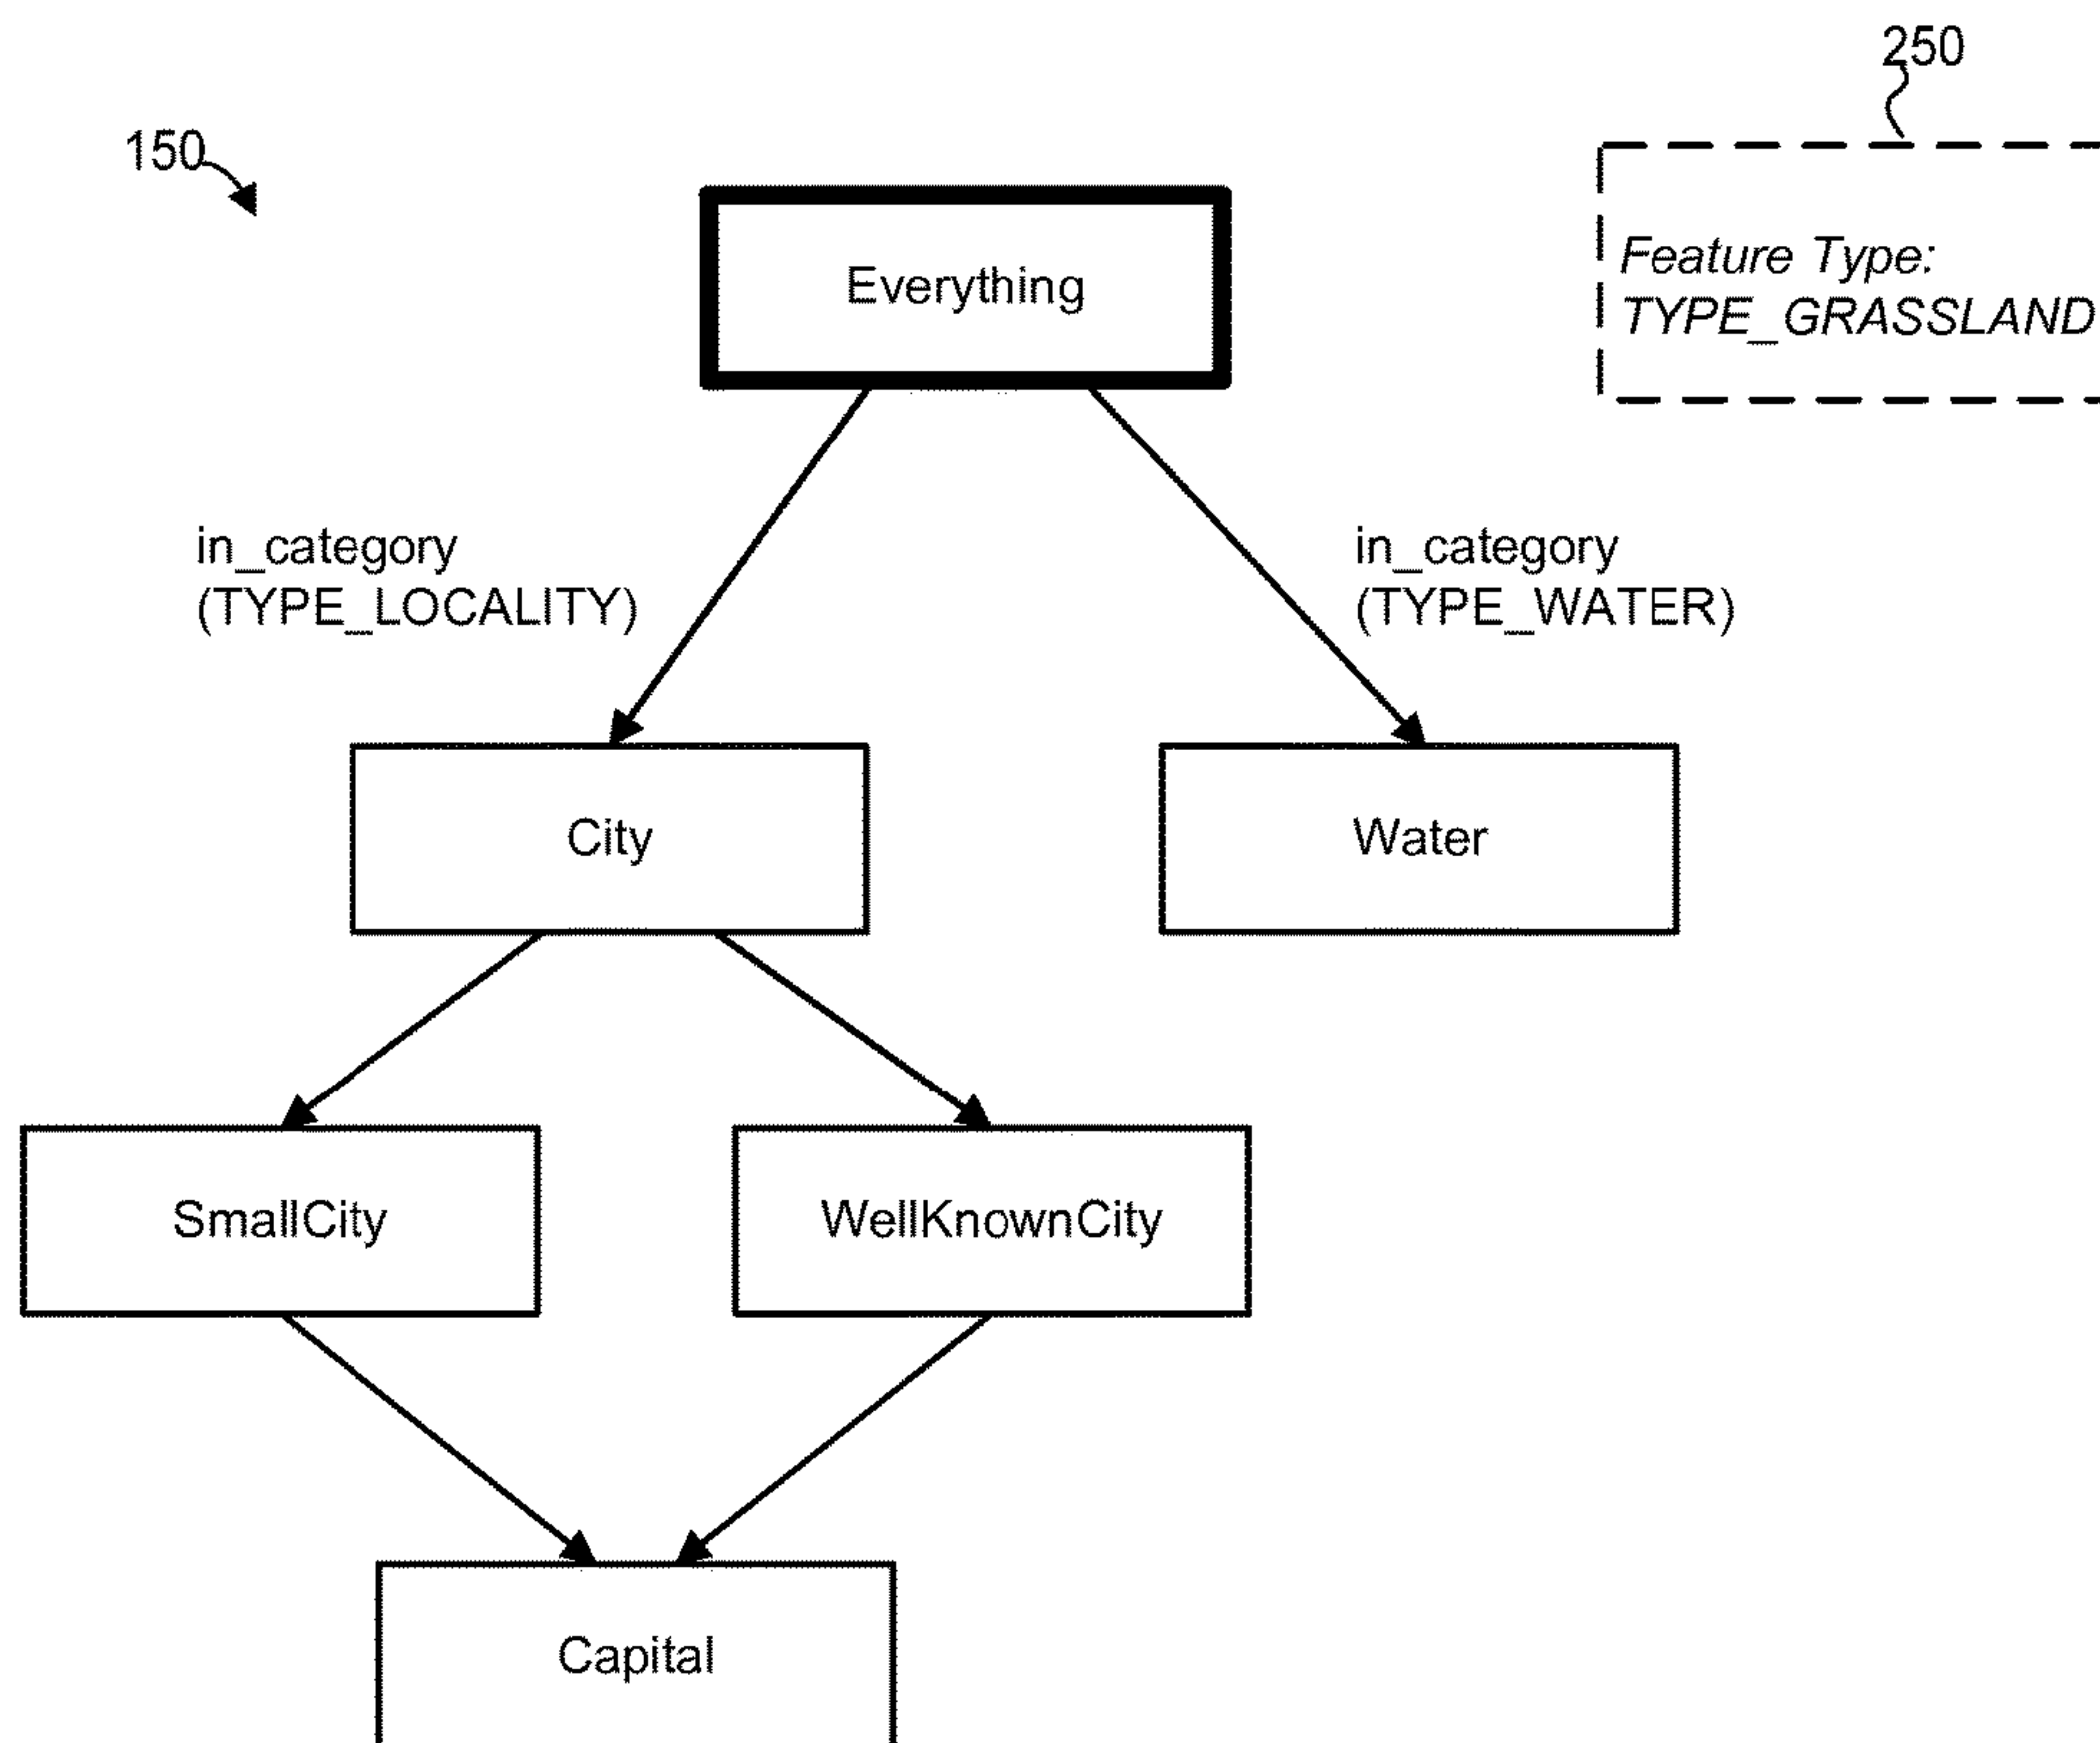 250
150
Everything
Feature Type:
TYPE_GRASSLAND
in_category
(TYPE_LOCALITY)
in_category
(TYPE_WATER)
City
Water
SmallCity
WellKnownCity
Capital